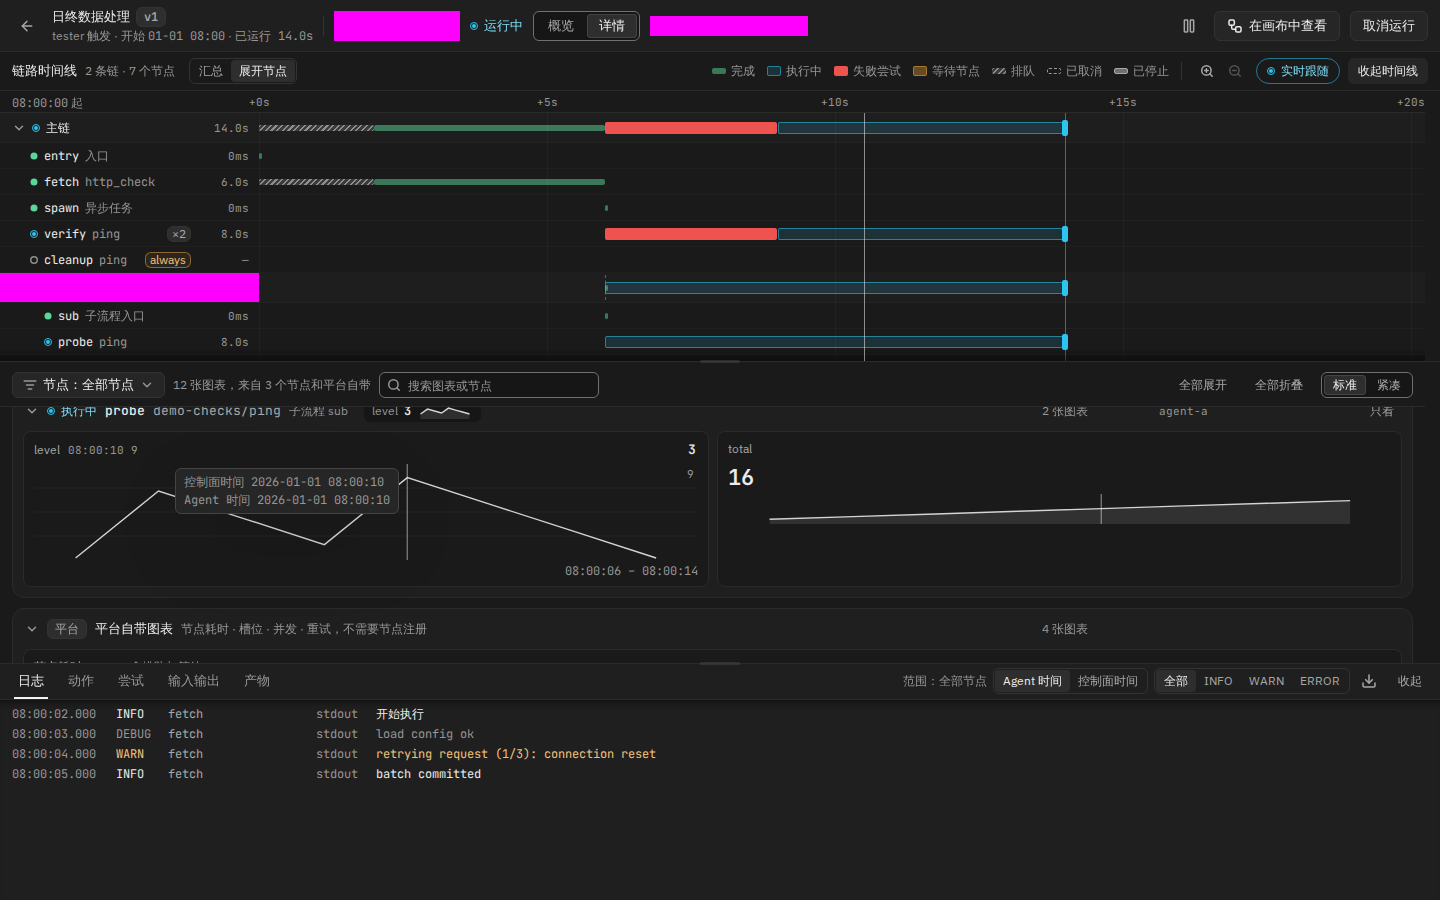 日终数据处理 v1
tester 触发 · 开始 01-01 08:00 · 已运行 14.0s
运行中 概览 详情
在画布中查看 取消运行
链路时间线 2 条链 · 7 个节点 汇总 展开节点
完成 执行中 失败尝试 等待节点 排队 已取消 已停止 实时跟随 收起时间线
08:00:00 起 +0s +5s +10s +15s +20s
主链 14.0s
entry 入口 0ms
fetch http_check 6.0s
spawn 异步任务 0ms
verify ping ×2 8.0s
cleanup ping always —
sub 子流程入口 0ms
probe ping 8.0s
节点：全部节点 12 张图表，来自 3 个节点和平台自带 搜索图表或节点 全部展开 全部折叠 标准 紧凑
执行中 probe demo-checks/ping 子流程 sub level 3 2 张图表 agent-a 只看
level 08:00:10 9 3
9
控制面时间 2026-01-01 08:00:10
Agent 时间 2026-01-01 08:00:10
08:00:06 – 08:00:14
total
16
平台 平台自带图表 节点耗时 · 槽位 · 并发 · 重试，不需要节点注册 4 张图表
日志 动作 尝试 输入输出 产物 范围：全部节点 Agent 时间 控制面时间 全部 INFO WARN ERROR 收起
08:00:02.000 INFO fetch stdout 开始执行
08:00:03.000 DEBUG fetch stdout load config ok
08:00:04.000 WARN fetch stdout retrying request (1/3): connection reset
08:00:05.000 INFO fetch stdout batch committed